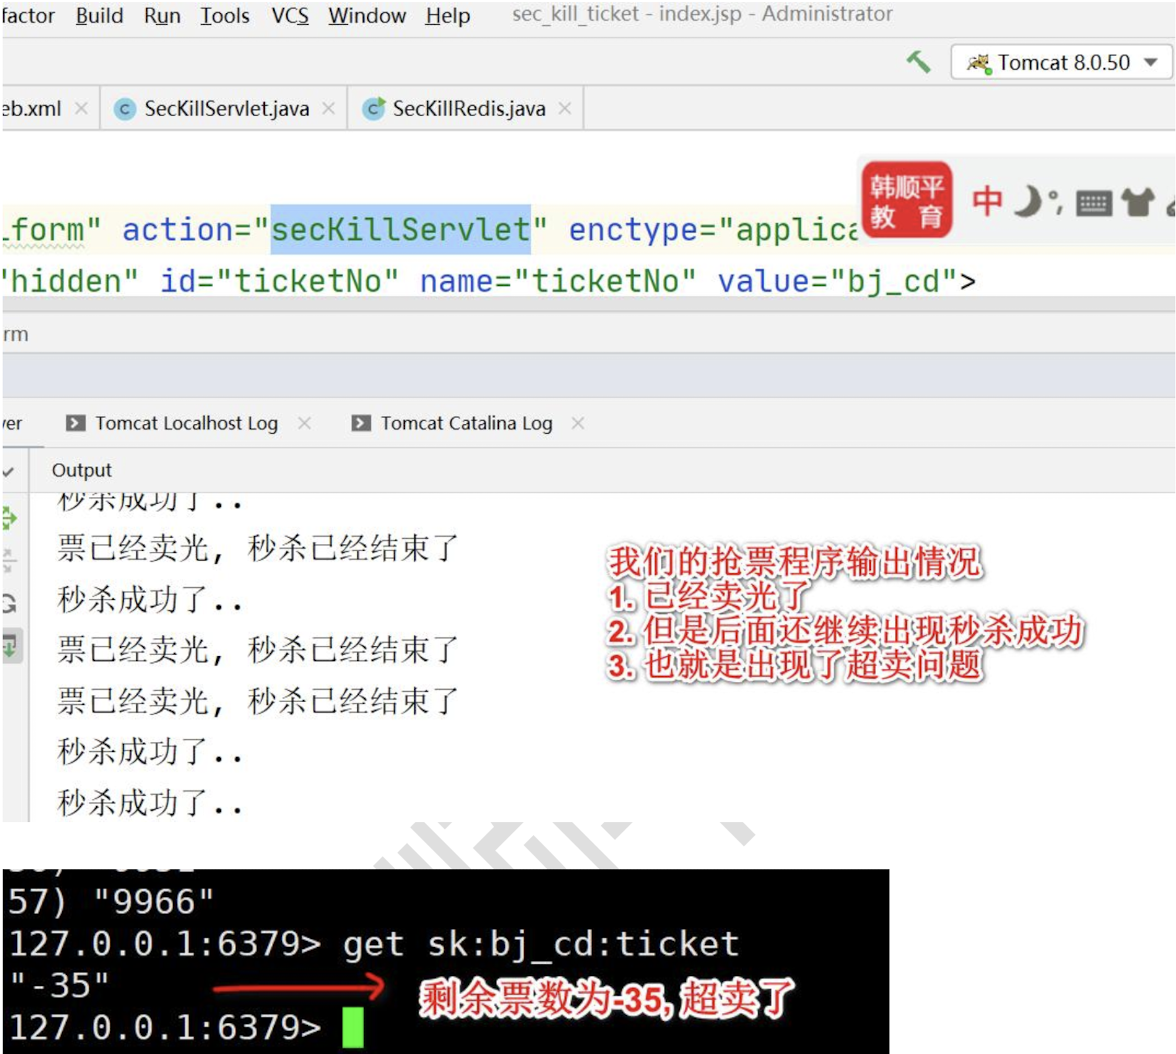 factor Build Run Tools VCS Window Help sec_kill_ticket - index.jsp - Administrator
Tomcat 8.0.50
eb.xml SecKillServlet.java SecKillRedis.java
韩顺平
教 育
中
form" action="secKillServlet" enctype="applica
"hidden" id="ticketNo" name="ticketNo" value="bj_cd">
rm
ver Tomcat Localhost Log Tomcat Catalina Log
Output
秒杀成功了..
票已经卖光, 秒杀已经结束了
秒杀成功了..
票已经卖光, 秒杀已经结束了
票已经卖光, 秒杀已经结束了
秒杀成功了..
秒杀成功了..
我们的抢票程序输出情况
1. 已经卖光了
2. 但是后面还继续出现秒杀成功
3. 也就是出现了超卖问题
57) "9966"
127.0.0.1:6379> get sk:bj_cd:ticket
"-35"
剩余票数为-35, 超卖了
127.0.0.1:6379>